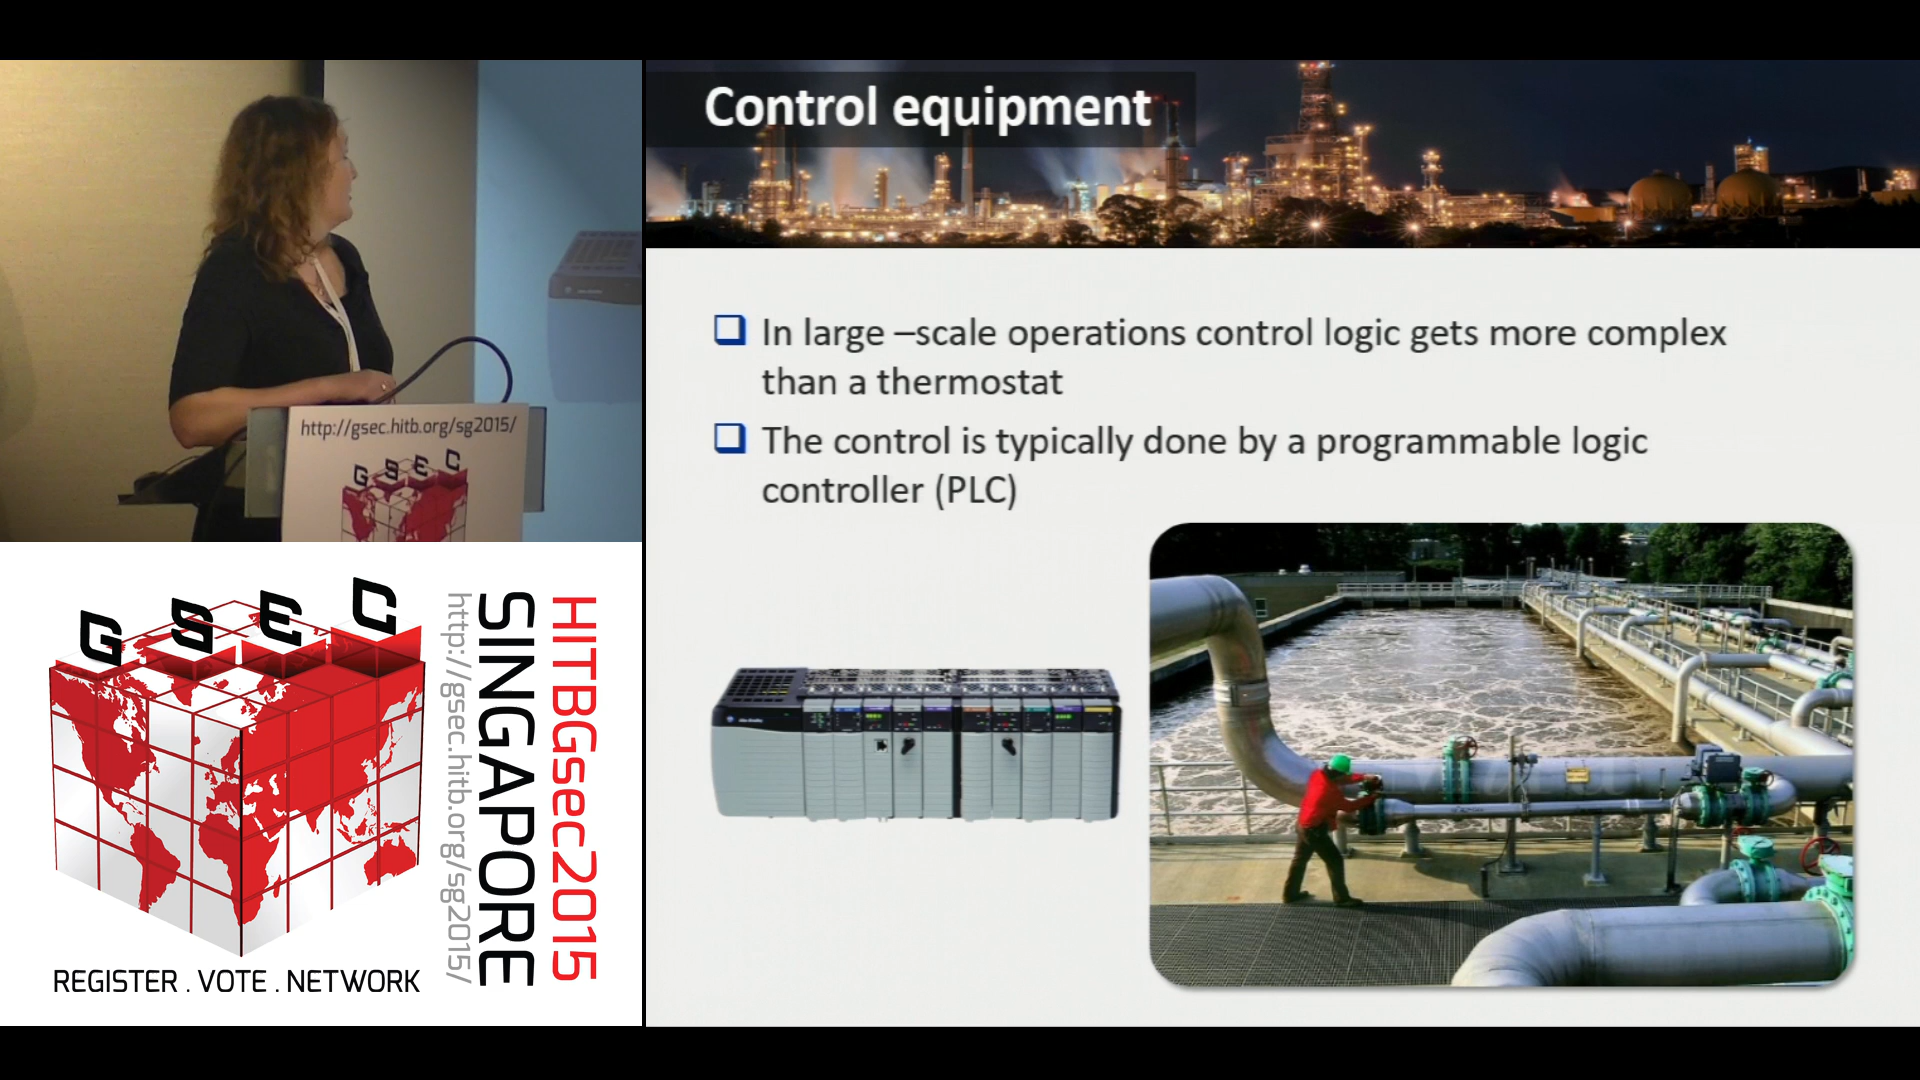 Control equipment
In large –scale operations control logic gets more complex
than a thermostat
The control is typically done by a programmable logic
controller (PLC)
http://gsec.hitb.org/sg2015/
G S E C
G S E C
REGISTER . VOTE . NETWORK
http://gsec.hitb.org/sg2015/
SINGAPORE
HITBGsec2015